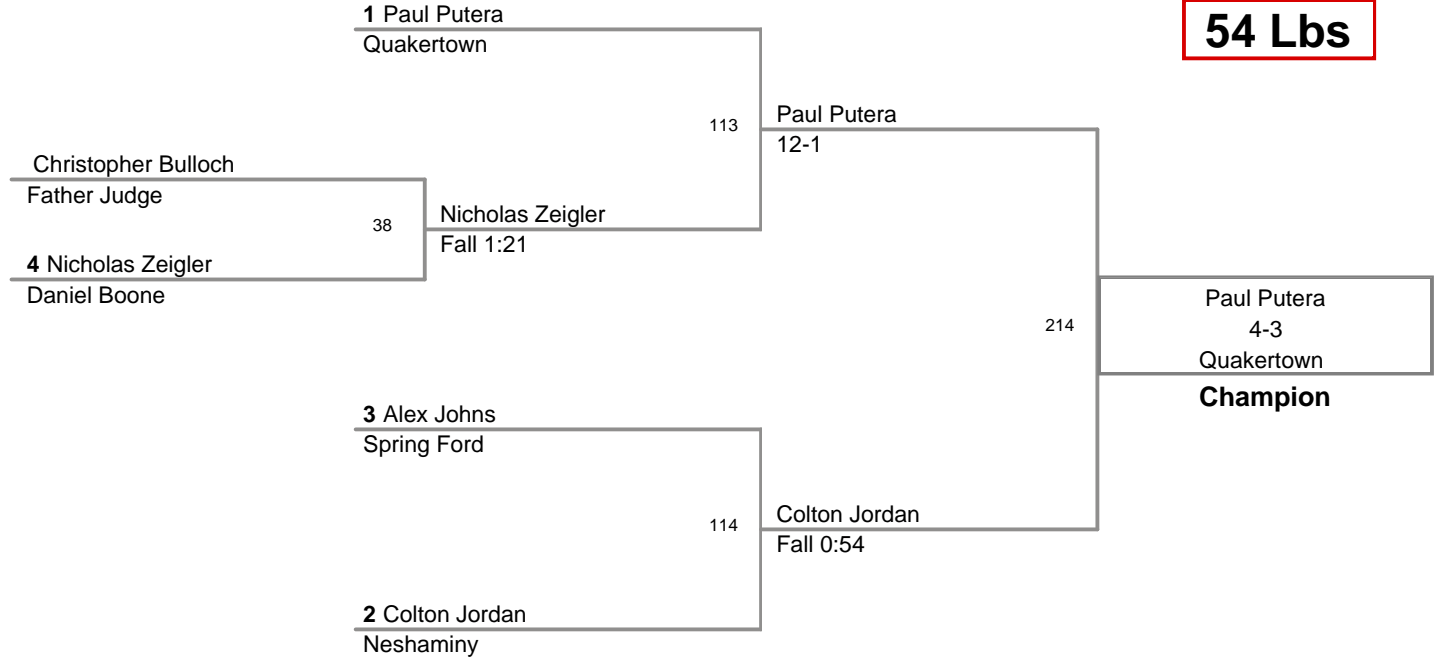 1 Paul Putera
Quakertown
54 Lbs
113
Paul Putera
12-1
Christopher Bulloch
Father Judge
38
Nicholas Zeigler
Fall 1:21
4 Nicholas Zeigler
Daniel Boone
214
Paul Putera
4-3
Quakertown
Champion
3 Alex Johns
Spring Ford
114
Colton Jordan
Fall 0:54
2 Colton Jordan
Neshaminy